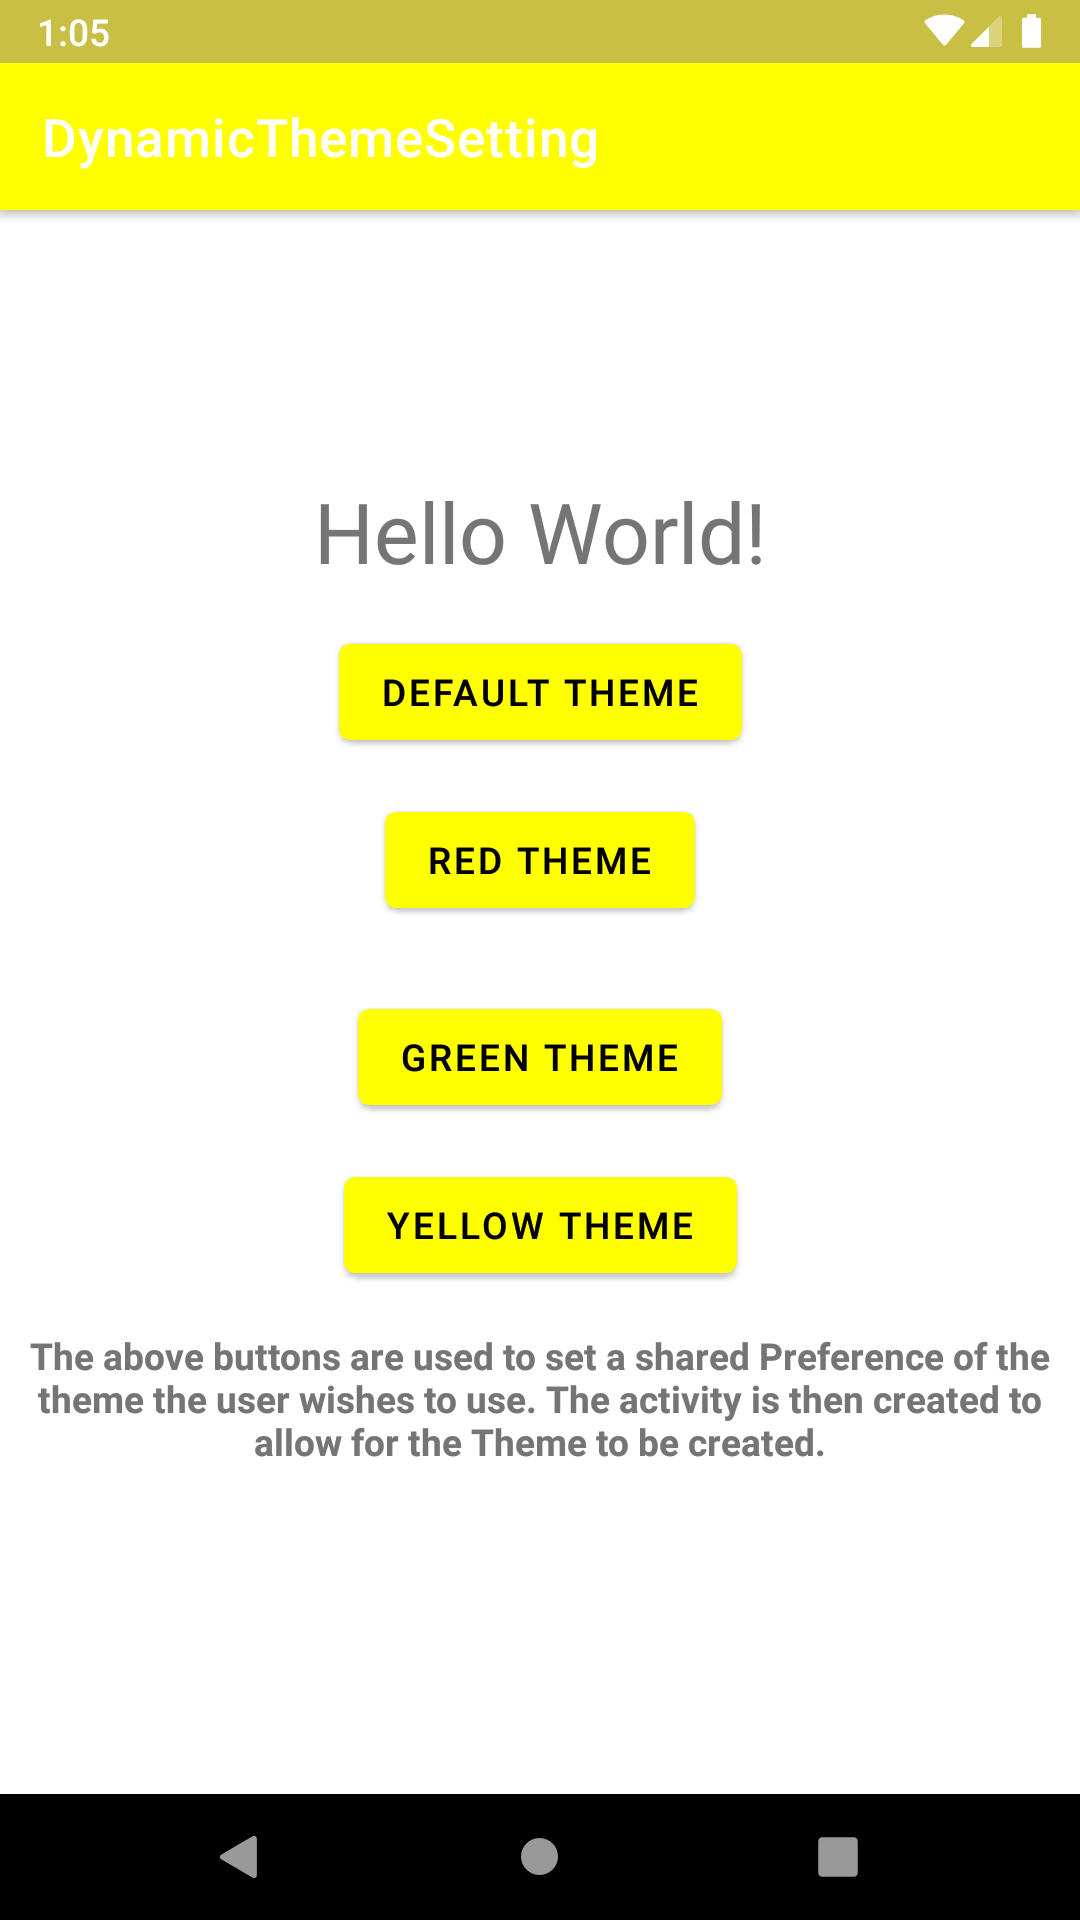 1:05
DynamicThemeSetting
Hello World!
DEFAULT THEME
RED THEME
GREEN THEME
YELLOW THEME
The above buttons are used to set a shared Preference of the
theme the user wishes to use. The activity is then created to
allow for the Theme to be created.